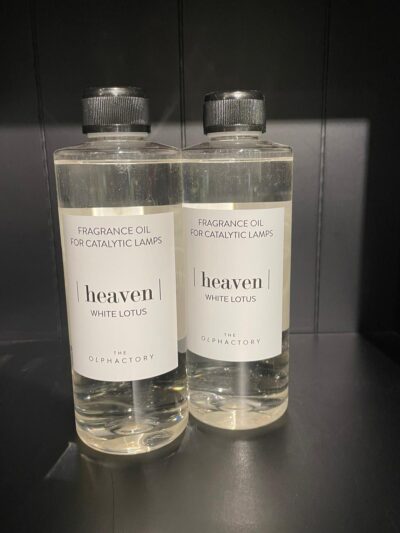 FRAGRANCE OIL
FOR CATALYTIC LAMPS
| heaven |
WHITE LOTUS
THE
OLPHACTORY
FRAGRANCE OIL
FOR CATALYTIC LAMPS
| heaven |
WHITE LOTUS
THE
OLPHACTORY